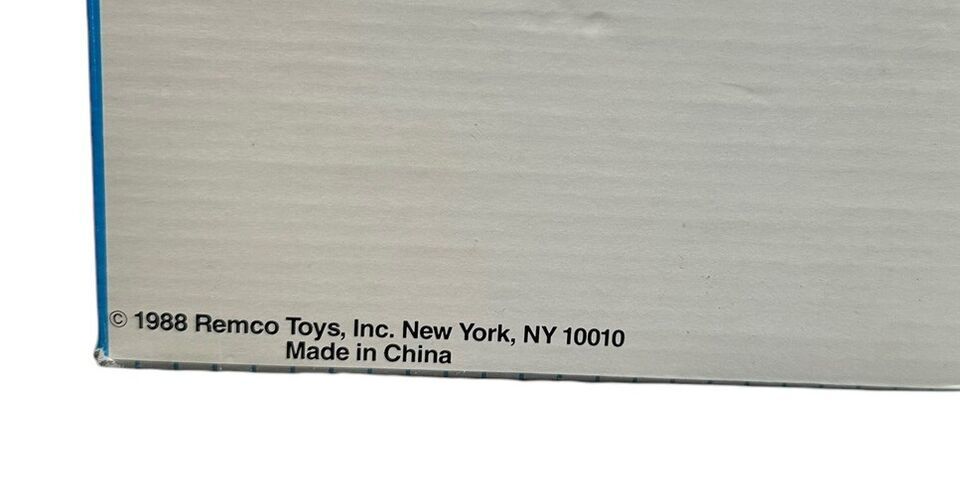 © 1988 Remco Toys, Inc. New York, NY 10010
Made in China